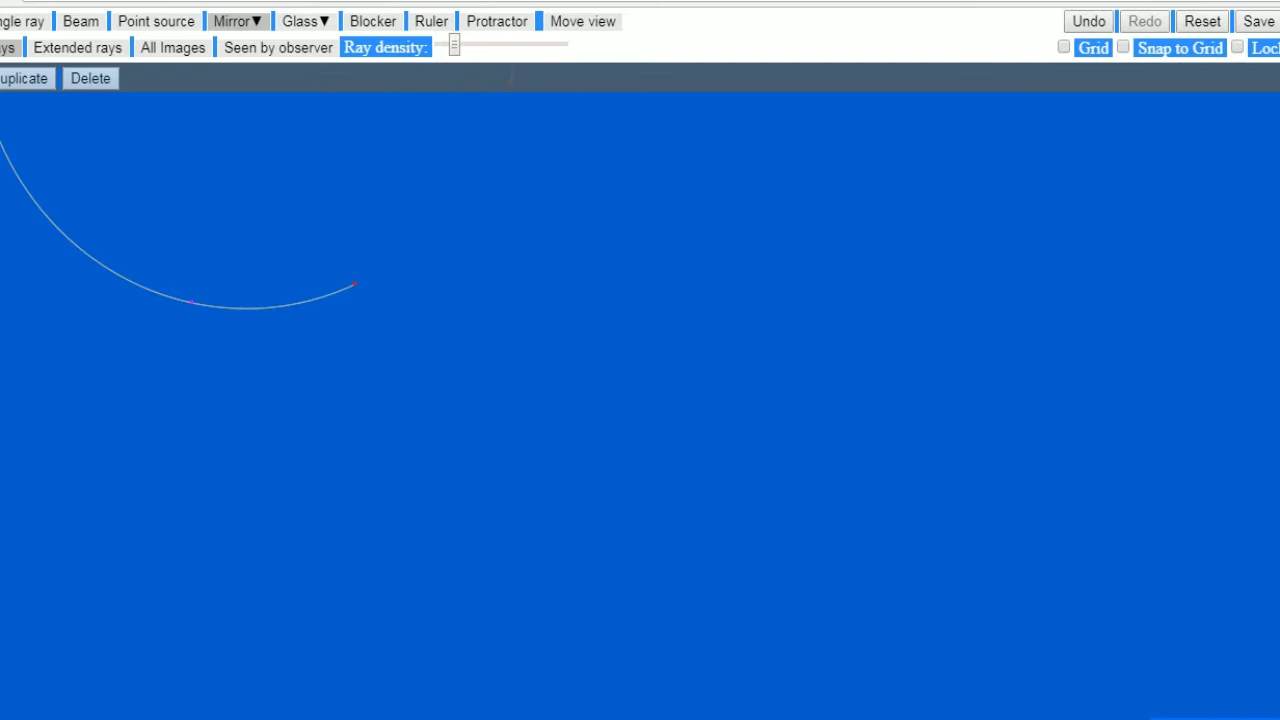 ngle ray Beam Point source Mirror▼ Glass▼ Blocker Ruler Protractor Move view Undo Redo Reset Save
ys Extended rays All Images Seen by observer Ray density: Grid Snap to Grid Lock
uplicate Delete